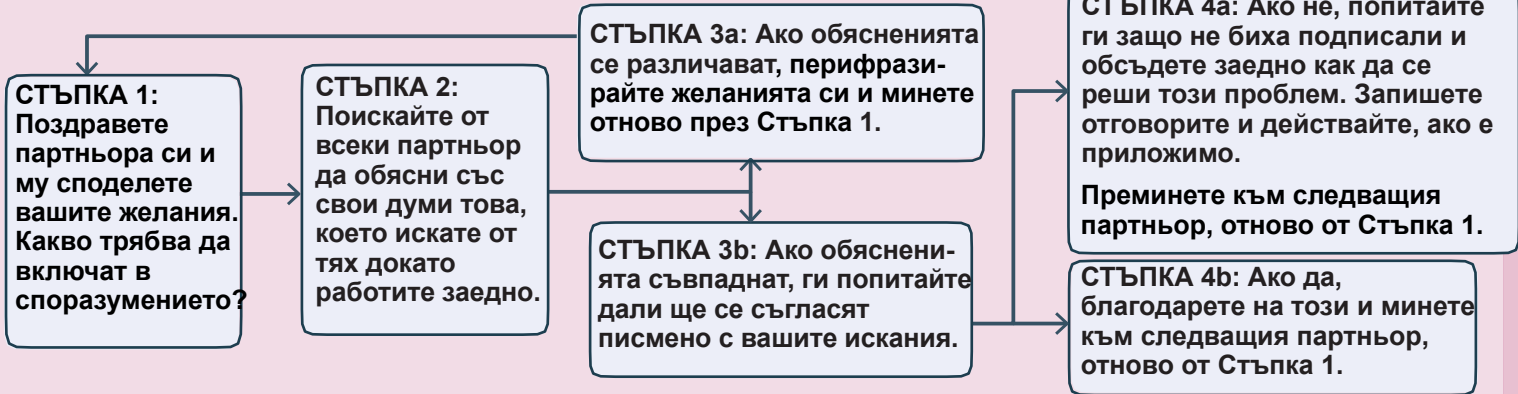 СТЪПКА 1:
Поздравете
партньора си и
му споделете
вашите желания.
Какво трябва да
включат в
споразумението?
СТЪПКА 2:
Поискайте от
всеки партньор
да обясни със
свои думи това,
което искате от
тях докато
работите заедно.
СТЪПКА 3a: Ако обясненията
се различават, перифрази-
райте желанията си и минете
отново през Стъпка 1.
СТЪПКА 3b: Ако обяснени-
ята съвпаднат, ги попитайте
дали ще се съгласят
писмено с вашите искания.
СТЪПКА 4a: Ако не, попитайте
ги защо не биха подписали и
обсъдете заедно как да се
реши този проблем. Запишете
отговорите и действайте, ако е
приложимо.
Преминете към следващия
партньор, отново от Стъпка 1.
СТЪПКА 4b: Ако да,
благодарете на този и минете
към следващия партньор,
отново от Стъпка 1.